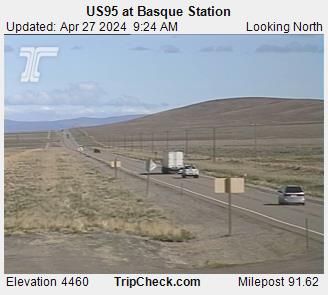 US95 at Basque Station
Updated: Apr 27 2024 9:24 AM
Looking North
Elevation 4460
TripCheck.com
Milepost 91.62